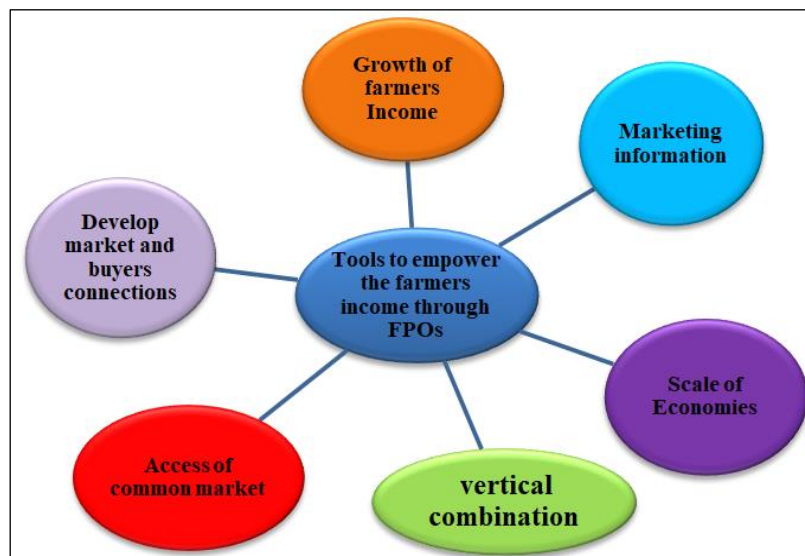 Growth of
farmers
Income
Marketing
information
Develop
market and
buyers
connections
Tools to empower
the farmers
income through
FPOs
Scale of
Economies
Access of
common market
vertical
combination